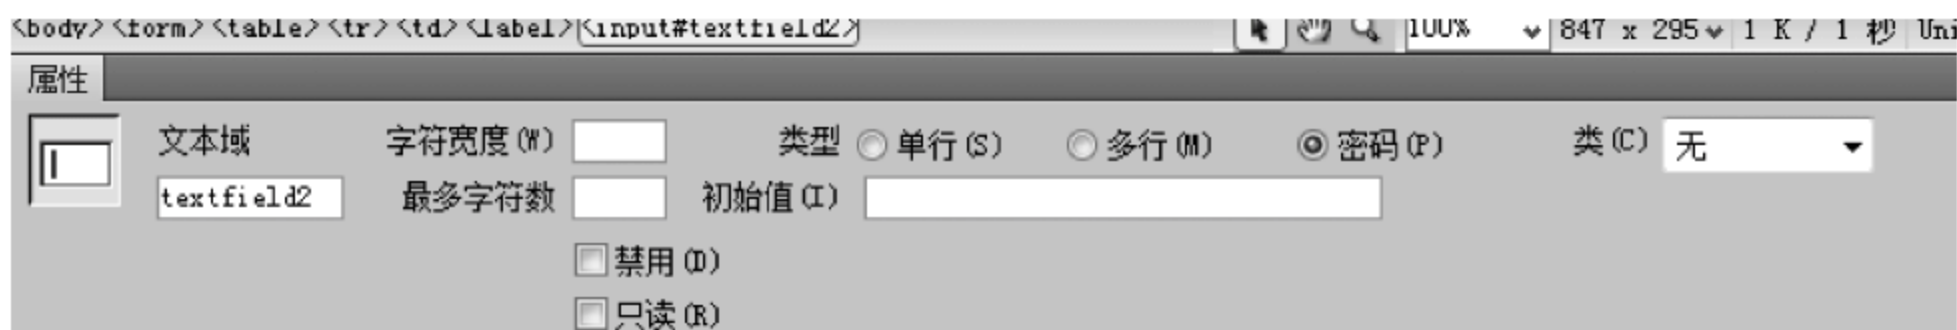 <body> <form> <table> <tr> <td> <label> <input#textfield2> 100% 847 x 295 1 K / 1 秒 Uni
属性
文本域 字符宽度(W) 类型 单行(S) 多行(M) 密码(P) 类(C) 无
textfield2 最多字符数 初始值(I)
禁用(D)
只读(R)